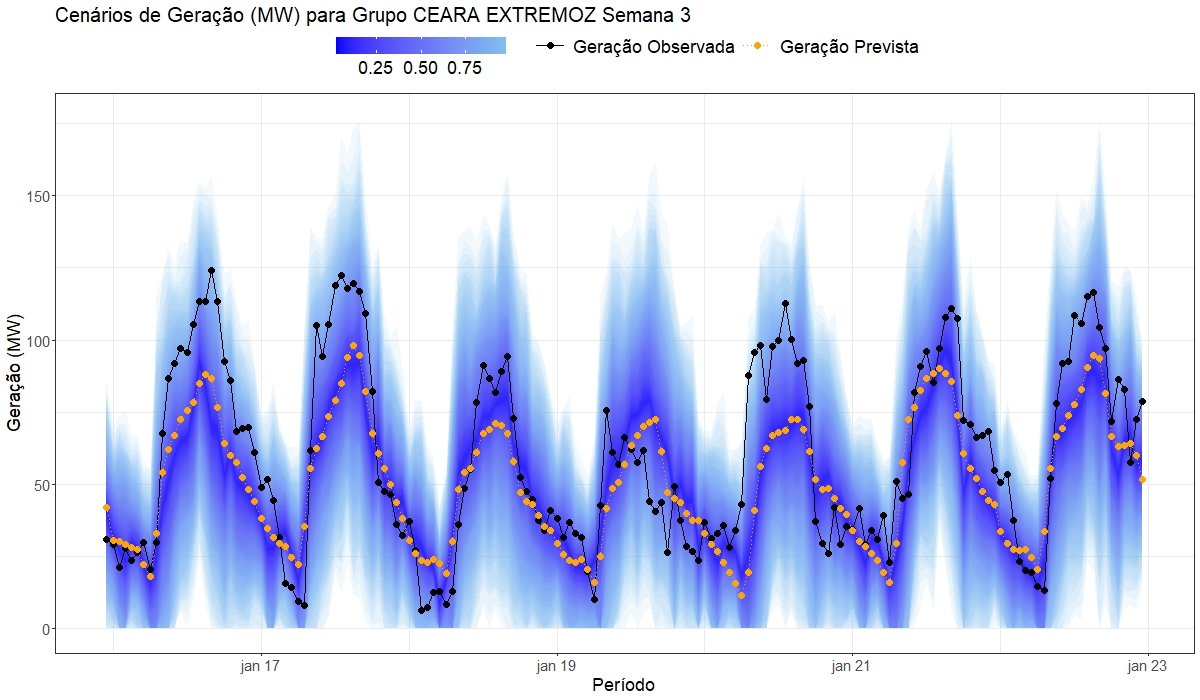 Cenários de Geração (MW) para Grupo CEARA EXTREMOZ Semana 3
0.25 0.50 0.75
Geração Observada
Geração Prevista
Geração (MW)
150
100
50
0
jan 17
jan 19
jan 21
jan 23
Período